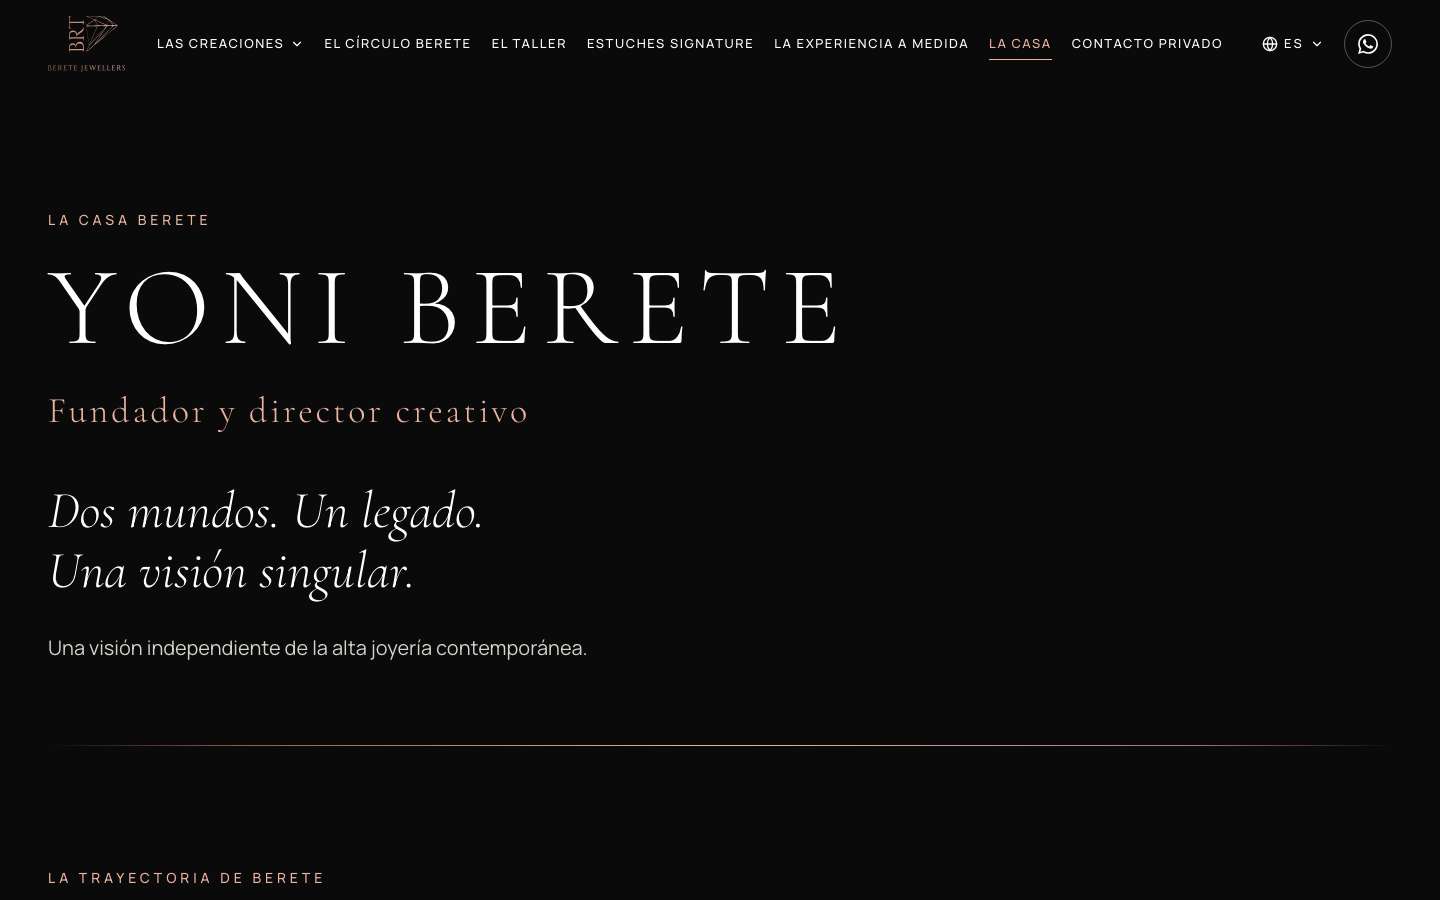 BRT
BERETE JEWELLERS
LAS CREACIONES
EL CÍRCULO BERETE
EL TALLER
ESTUCHES SIGNATURE
LA EXPERIENCIA A MEDIDA
LA CASA
CONTACTO PRIVADO
ES
LA CASA BERETE
YONI BERETE
Fundador y director creativo
Dos mundos. Un legado.
Una visión singular.
Una visión independiente de la alta joyería contemporánea.
LA TRAYECTORIA DE BERETE